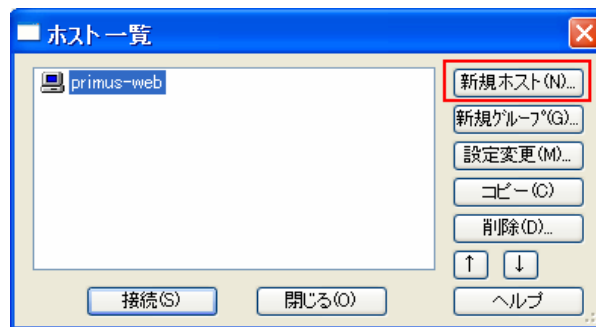 ホスト一覧
primus-web
新規ホスト(N)...
新規グループ(G)...
設定変更(M)...
コピー(C)
削除(D)...
↑ ↓
接続(S) 閉じる(O) ヘルプ